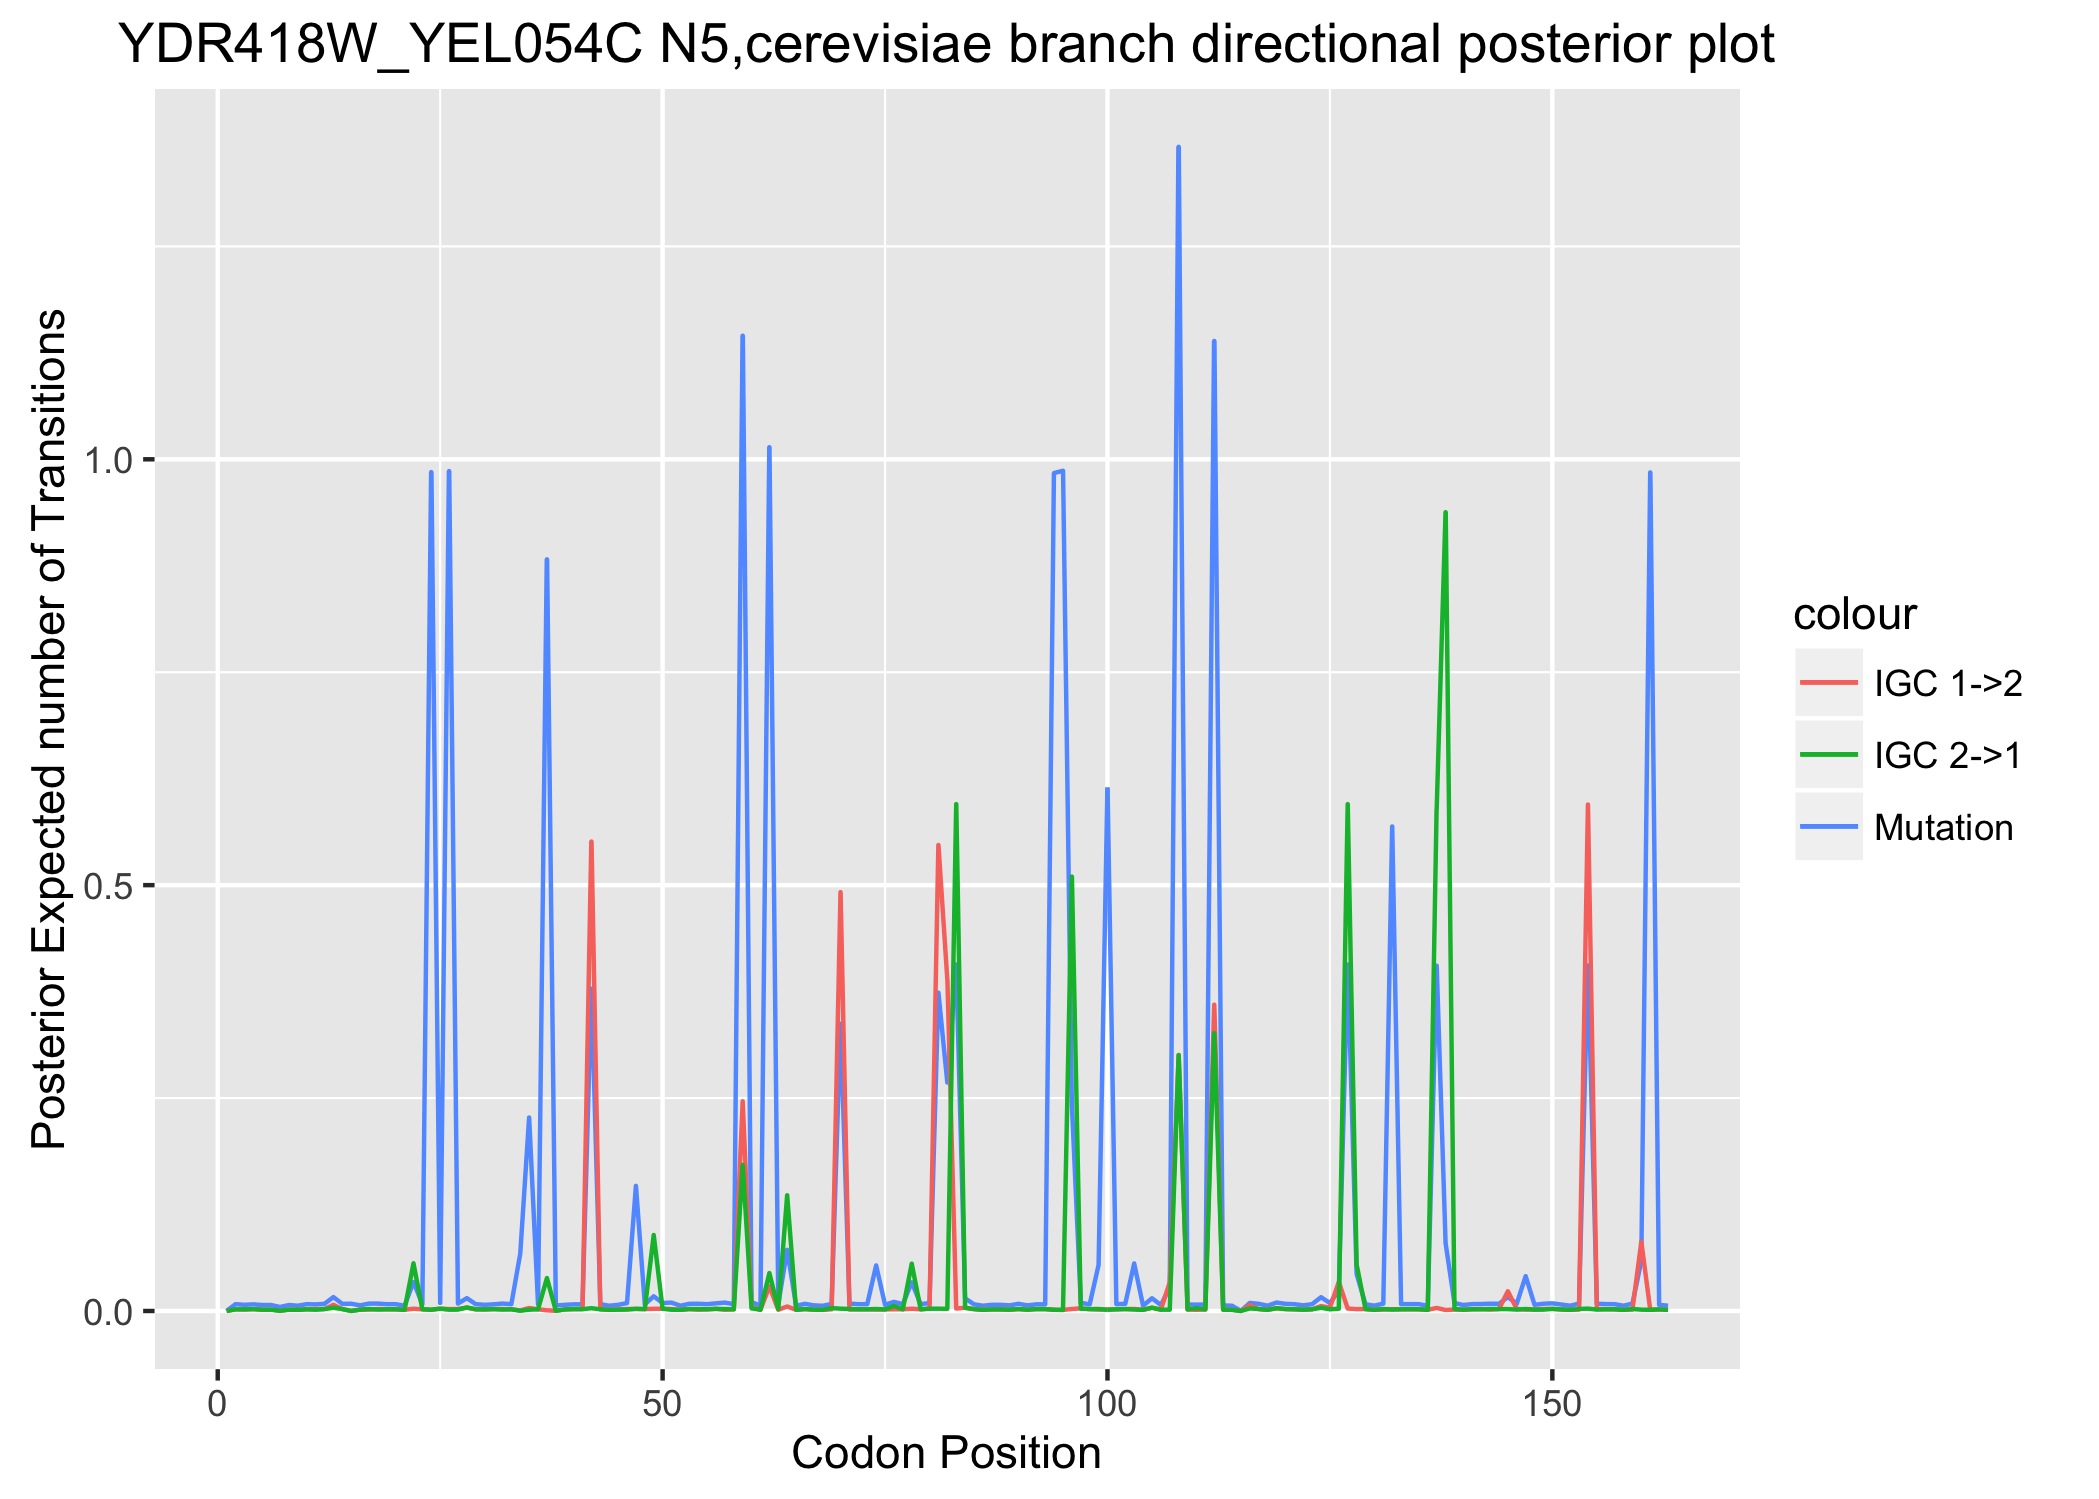 YDR418W_YEL054C N5,cerevisiae branch directional posterior plot
Posterior Expected number of Transitions
1.0
0.5
0.0
0
50
100
150
Codon Position
colour
IGC 1->2
IGC 2->1
Mutation